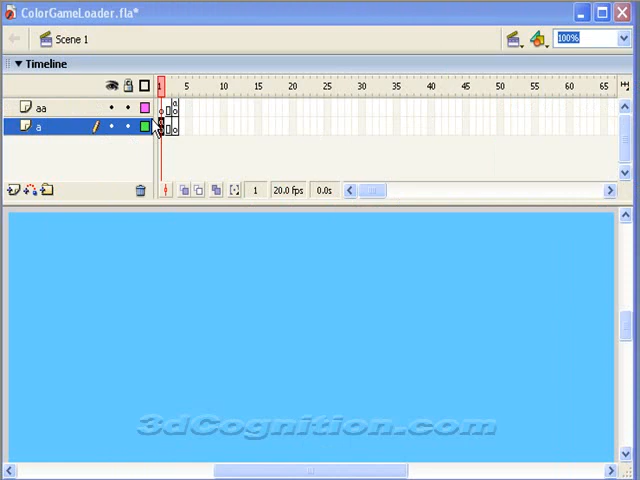 ColorGameLoader.fla*
Scene 1
100%
Timeline
1 5 10 15 20 25 30 35 40 45 50 55 60 65
aa
a
a
1 20.0 fps 0.0s
3dCognition.com